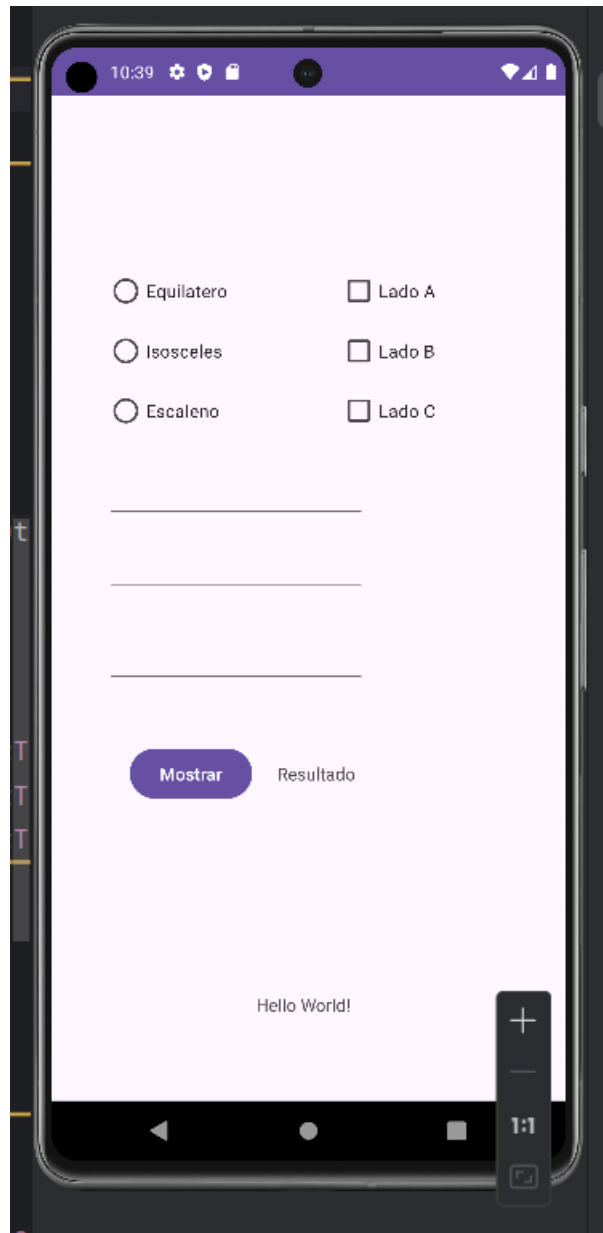 10:39
Equilatero Lado A
Isosceles Lado B
Escaleno Lado C
t
T
T
T
Mostrar Resultado
Hello World!
1:1